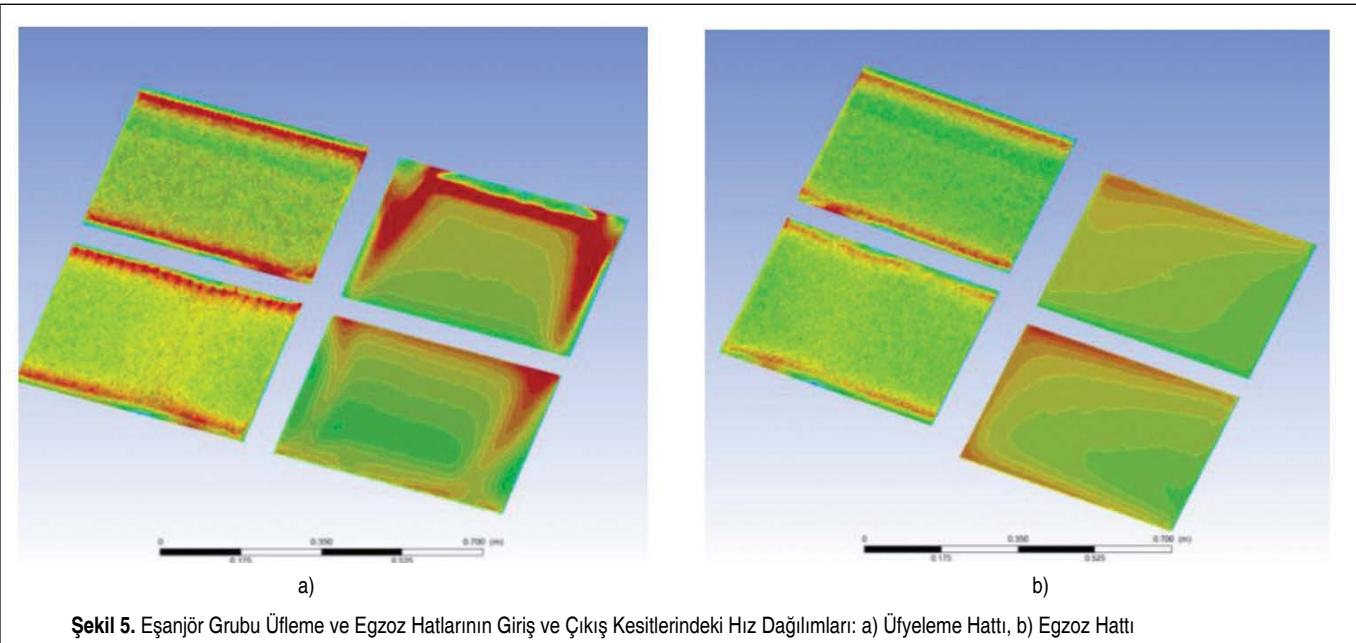 0 0.350 0.700 (m)
0.175 0.525
0 0.350 0.700 (m)
0.175 0.525
a)
b)
Şekil 5. Eşanjör Grubu Üfleme ve Egzoz Hatlarının Giriş ve Çıkış Kesitlerindeki Hız Dağılımları: a) Üfyeleme Hattı, b) Egzoz Hattı